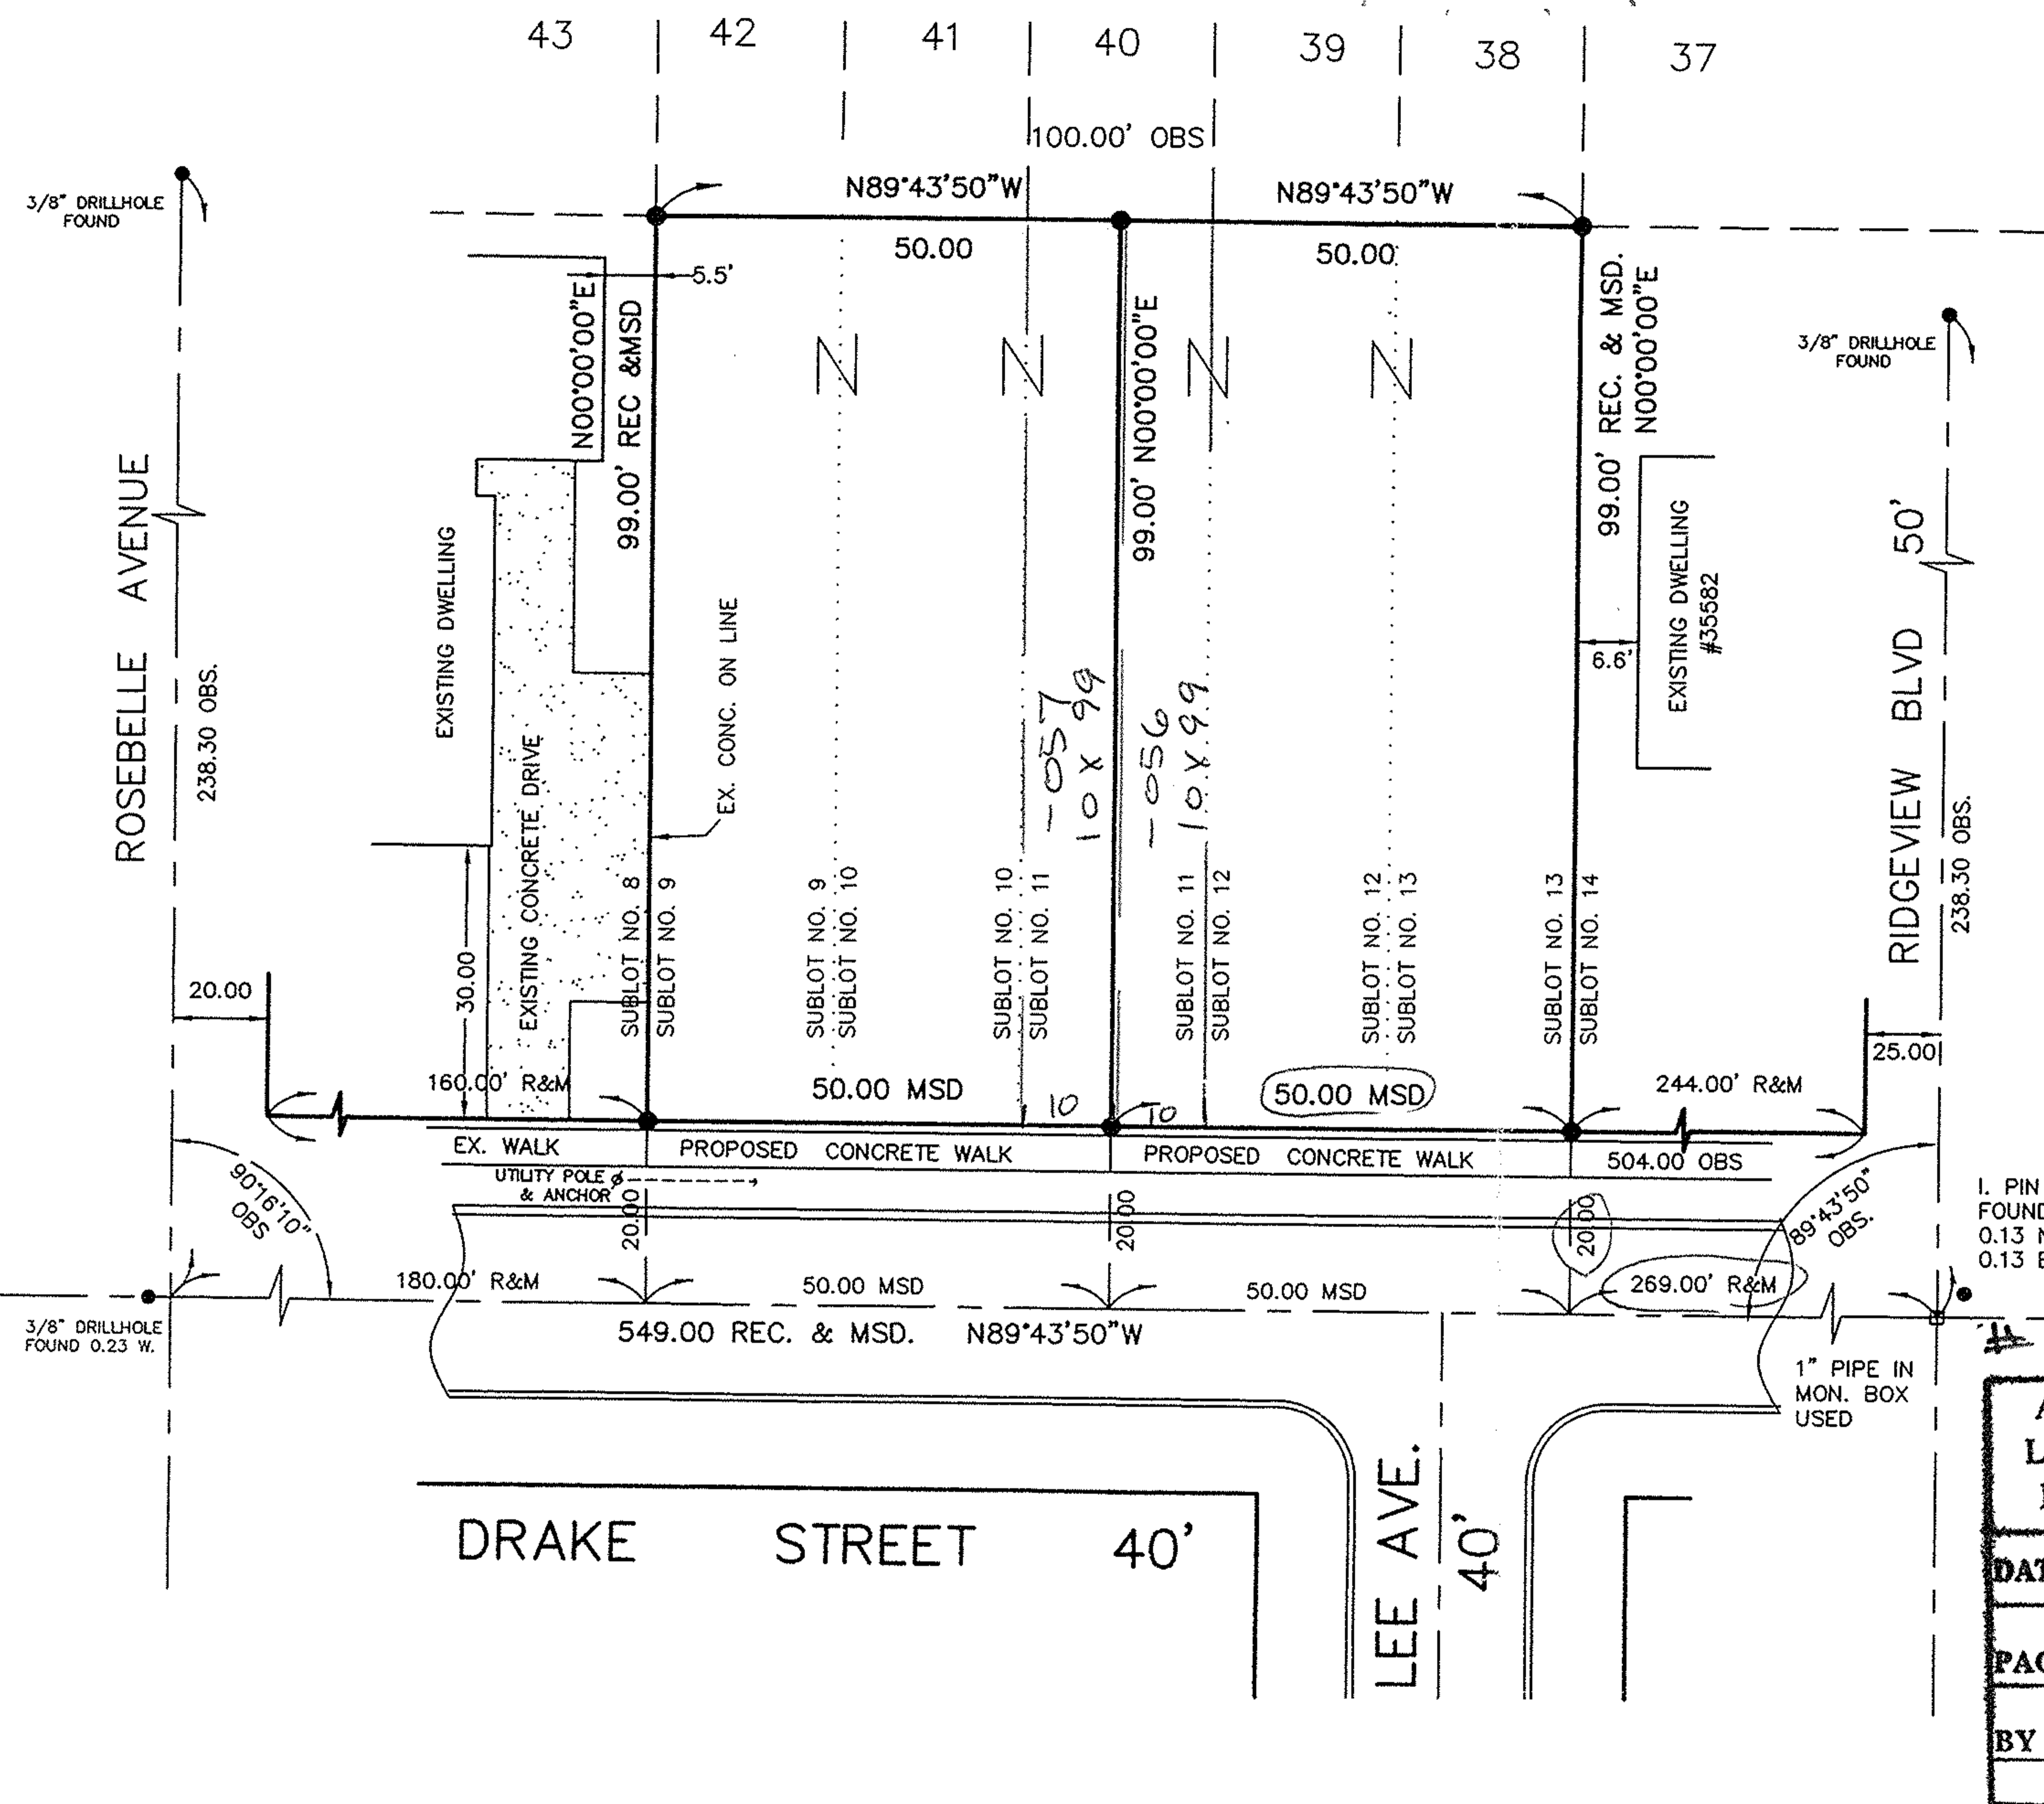 43
42
41
40
39
38
37
100.00' OBS
N89°43'50"W
N89°43'50"W
50.00
50.00
3/8" DRILLHOLE
FOUND
5.5'
N00°00'00"E
99.00' REC &MSD
99.00' N00°00'00"E
99.00' REC. & MSD.
N00°00'00"E
3/8" DRILLHOLE
FOUND
N
N
N
N
ROSEBELLE AVENUE
238.30 OBS.
EXISTING DWELLING
EXISTING CONCRETE DRIVE
EX. CONC. ON LINE
-057
10 X 99
-056
10 X 99
6.6'
EXISTING DWELLING
#35582
RIDGEVIEW BLVD 50'
238.30 OBS.
SUBLOT NO. 8
SUBLOT NO. 9
SUBLOT NO. 9
SUBLOT NO. 10
SUBLOT NO. 10
SUBLOT NO. 11
SUBLOT NO. 11
SUBLOT NO. 12
SUBLOT NO. 12
SUBLOT NO. 13
SUBLOT NO. 13
SUBLOT NO. 14
20.00
30.00
25.00
160.00' R&M
50.00 MSD
10
10
50.00 MSD
244.00' R&M
EX. WALK
PROPOSED CONCRETE WALK
PROPOSED CONCRETE WALK
504.00 OBS
UTILITY POLE
& ANCHOR
90°16'10"
OBS
20.00
20.00
20.00
89°43'50"
OBS.
I. PIN
FOUND
0.13 N
0.13 E
180.00' R&M
50.00 MSD
50.00 MSD
269.00' R&M
3/8" DRILLHOLE
FOUND 0.23 W.
549.00 REC. & MSD. N89°43'50"W
1" PIPE IN
MON. BOX
USED
DRAKE STREET 40'
LEE AVE.
40'
DAT
PAG
BY